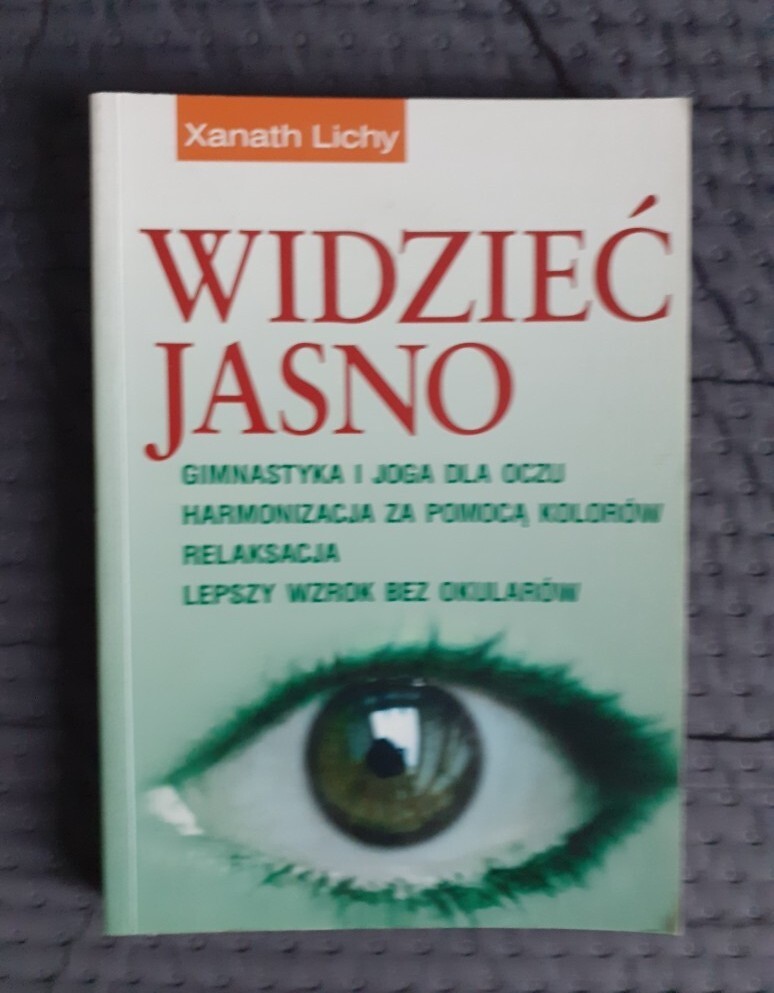 Xanath Lichy
WIDZIEĆ
JASNO
GIMNASTYKA I JOGA DLA OCZU
HARMONIZACJA ZA POMOCĄ KOLORÓW
RELAKSACJA
LEPSZY WZROK BEZ OKULARÓW